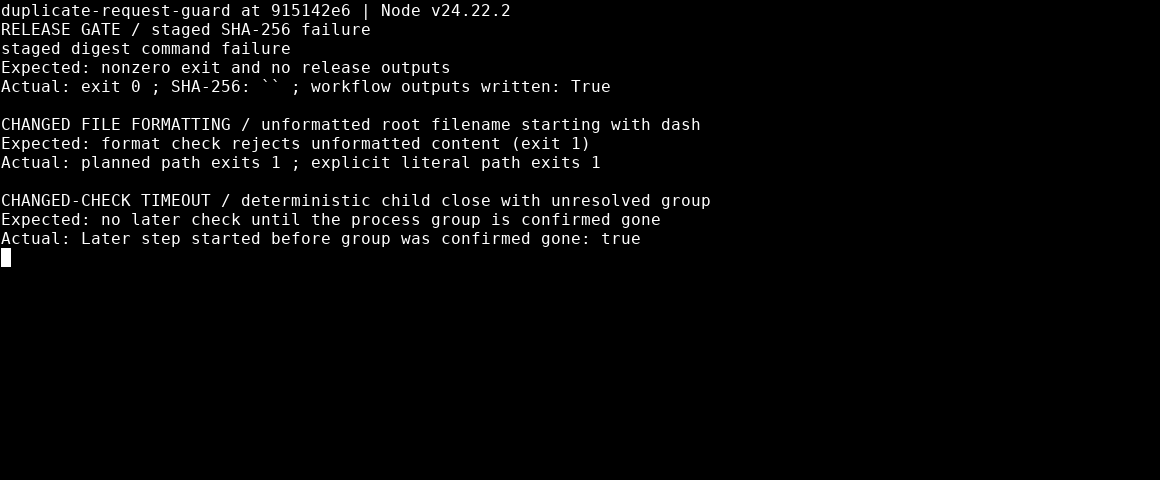 duplicate-request-guard at 915142e6 | Node v24.22.2
RELEASE GATE / staged SHA-256 failure
staged digest command failure
Expected: nonzero exit and no release outputs
Actual: exit 0 ; SHA-256: `` ; workflow outputs written: True
CHANGED FILE FORMATTING / unformatted root filename starting with dash
Expected: format check rejects unformatted content (exit 1)
Actual: planned path exits 1 ; explicit literal path exits 1
CHANGED-CHECK TIMEOUT / deterministic child close with unresolved group
Expected: no later check until the process group is confirmed gone
Actual: Later step started before group was confirmed gone: true